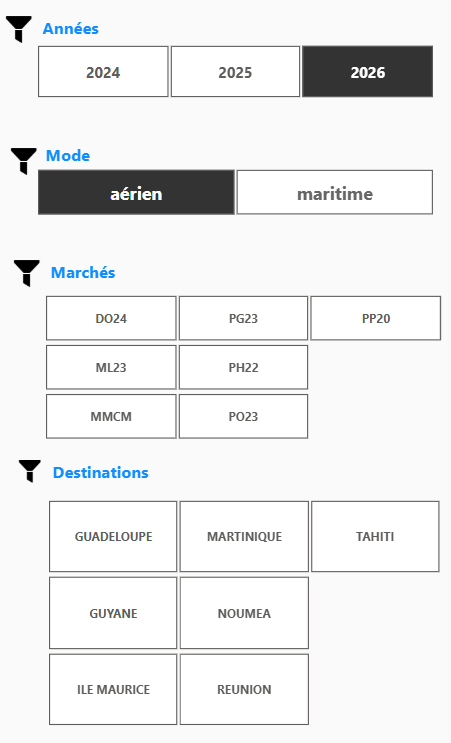 Années
2024 2025 2026
Mode
aérien maritime
Marchés
DO24 PG23 PP20
ML23 PH22
MMCM PO23
Destinations
GUADELOUPE MARTINIQUE TAHITI
GUYANE NOUMEA
ILE MAURICE REUNION